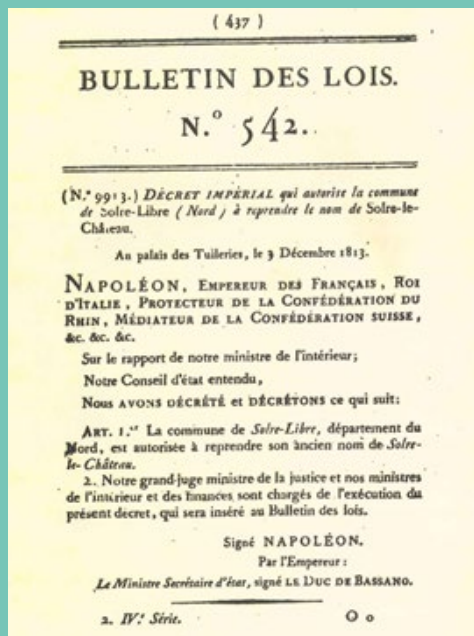 ( 437 )
BULLETIN DES LOIS.
N.º 542.
(N.º 9913.) DÉCRET IMPÉRIAL qui autorise la commune
de Solre-Libre (Nord) à reprendre le nom de Solre-le-
Château.
Au palais des Tuileries, le 3 Décembre 1813.
NAPOLÉON, EMPEREUR DES FRANÇAIS, ROI
D'ITALIE, PROTECTEUR DE LA CONFÉDÉRATION DU
RHIN, MÉDIATEUR DE LA CONFÉDÉRATION SUISSE,
&c. &c. &c.
Sur le rapport de notre ministre de l'intérieur;
Notre Conseil d'état entendu,
Nous AVONS DÉCRÉTÉ et DÉCRÉTONS ce qui suit:
ART. 1.er La commune de Solre-Libre, département du
Nord, est autorisée à reprendre son ancien nom de Solre-
le-Château.
2. Notre grand-juge ministre de la justice et nos ministres
de l'intérieur et des finances sont chargés de l'exécution du
présent decret, qui sera inséré au Bulletin des lois.
Signé NAPOLÉON.
Par l'Empereur:
Le Ministre Secrétaire d'état, signé LE DUC DE BASSANO.
2. IV.e Série.
O o